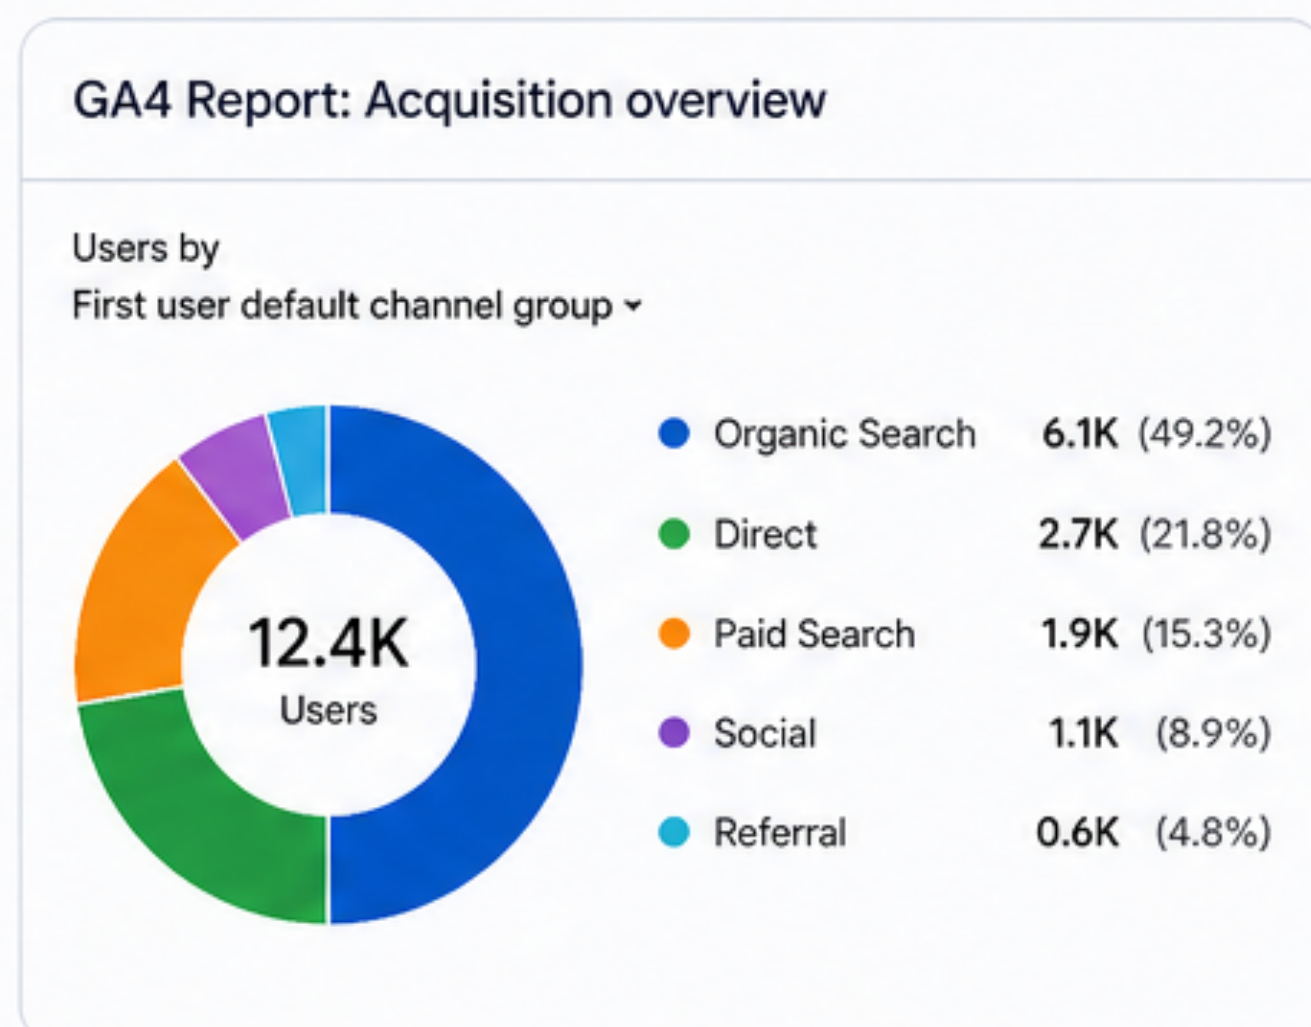 GA4 Report: Acquisition overview
Users by
First user default channel group
12.4K
Users
Organic Search 6.1K (49.2%)
Direct 2.7K (21.8%)
Paid Search 1.9K (15.3%)
Social 1.1K (8.9%)
Referral 0.6K (4.8%)